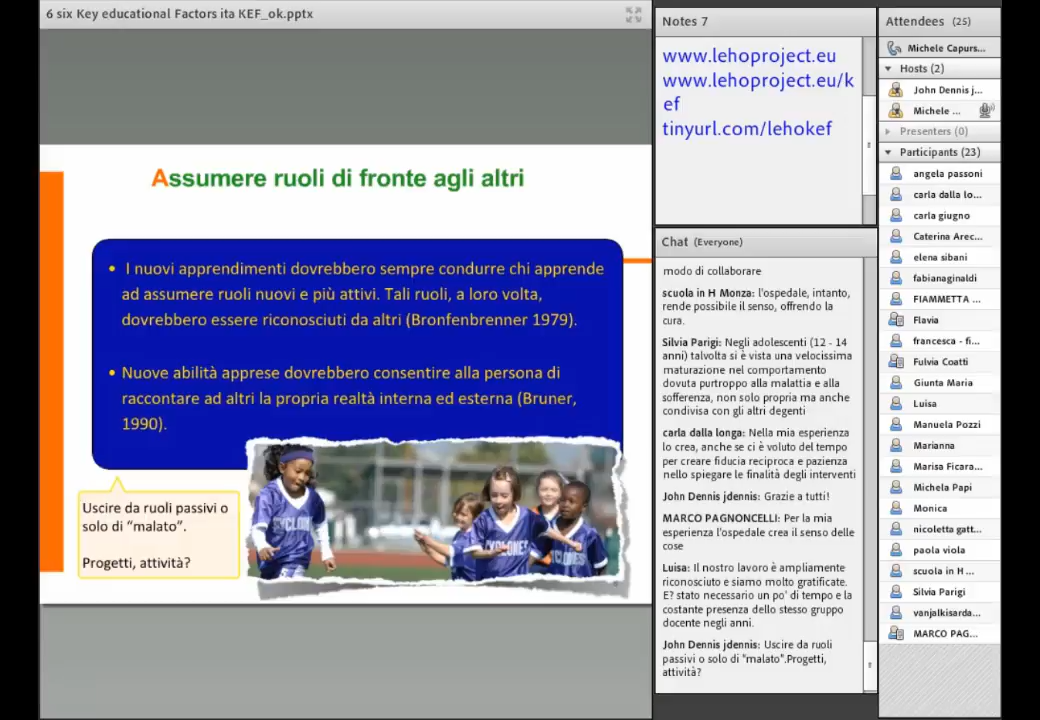 6 six Key educational Factors ita KEF_ok.pptx
Assumere ruoli di fronte agli altri
• I nuovi apprendimenti dovrebbero sempre condurre chi apprende
ad assumere ruoli nuovi e più attivi. Tali ruoli, a loro volta,
dovrebbero essere riconosciuti da altri (Bronfenbrenner 1979).
• Nuove abilità apprese dovrebbero consentire alla persona di
raccontare ad altri la propria realtà interna ed esterna (Bruner,
1990).
Uscire da ruoli passivi o
solo di “malato”.
Progetti, attività?
CYCLONES
Notes 7
www.lehoproject.eu
www.lehoproject.eu/k
ef
tinyurl.com/lehokef
Chat (Everyone)
modo di collaborare
scuola in H Monza: l'ospedale, intanto,
rende possibile il senso, offrendo la
cura.
Silvia Parigi: Negli adolescenti (12 - 14
anni) talvolta si è vista una velocissima
maturazione nel comportamento
dovuta purtroppo alla malattia e alla
sofferenza, non solo propria ma anche
condivisa con gli altri degenti
carla dalla longa: Nella mia esperienza
lo crea, anche se ci è voluto del tempo
per creare fiducia reciproca e pazienza
nello spiegare le finalità degli interventi
John Dennis jdennis: Grazie a tutti!
MARCO PAGNONCELLI: Per la mia
esperienza l'ospedale crea il senso delle
cose
Luisa: Il nostro lavoro è ampliamente
riconosciuto e siamo molto gratificate.
E? stato necessario un po' di tempo e la
costante presenza dello stesso gruppo
docente negli anni.
John Dennis jdennis: Uscire da ruoli
passivi o solo di "malato".Progetti,
attività?
Attendees (25)
Michele Capurs...
Hosts (2)
John Dennis j...
Michele ...
Presenters (0)
Participants (23)
angela passoni
carla dalla lo...
carla giugno
Caterina Arec...
elena sibani
fabianaginaldi
FIAMMETTA ...
Flavia
francesca - fi...
Fulvia Coatti
Giunta Maria
Luisa
Manuela Pozzi
Marianna
Marisa Ficara...
Michela Papi
Monica
nicoletta gatt...
paola viola
scuola in H ...
Silvia Parigi
vanjalkisarda...
MARCO PAG...